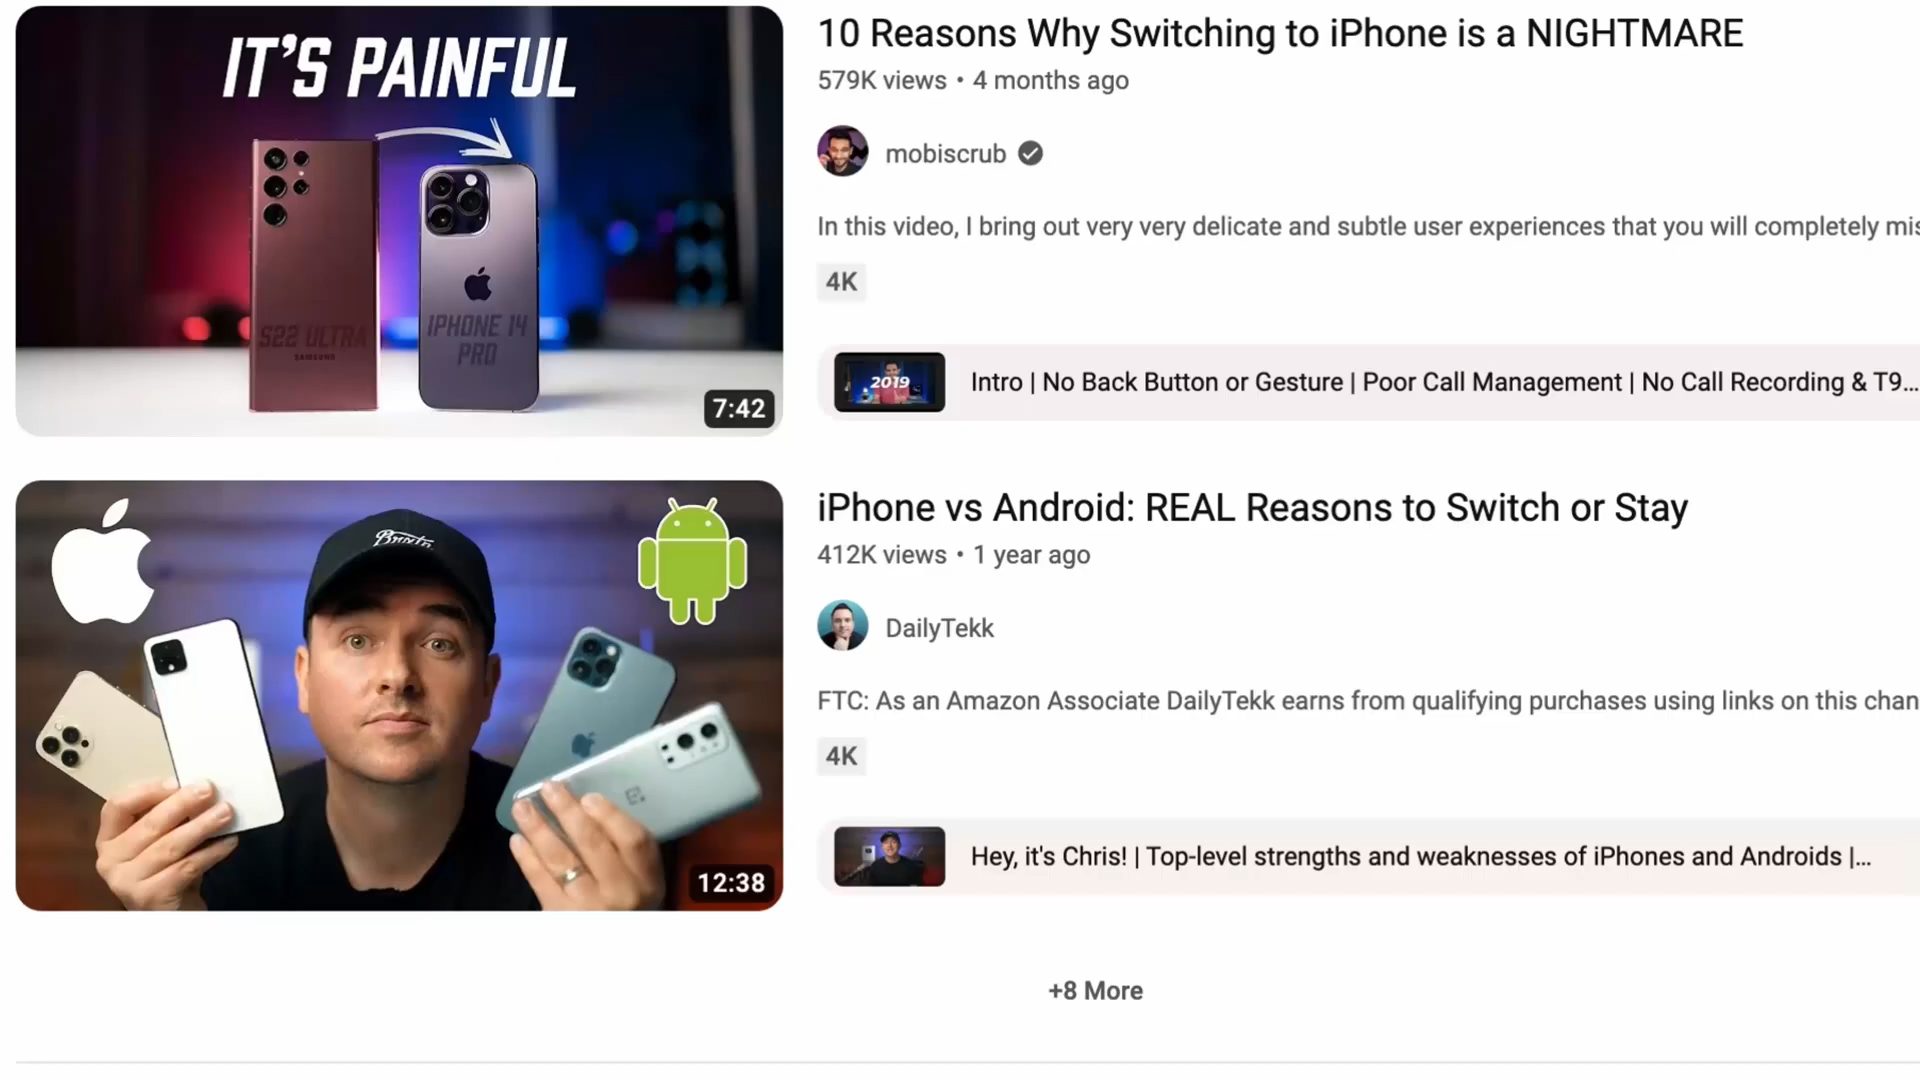 IT'S PAINFUL
S22 ULTRA
SAMSUNG
IPHONE 14
PRO
7:42
10 Reasons Why Switching to iPhone is a NIGHTMARE
579K views • 4 months ago
mobiscrub
In this video, I bring out very very delicate and subtle user experiences that you will completely mis
4K
2019
Intro | No Back Button or Gesture | Poor Call Management | No Call Recording & T9...
Brixton
12:38
iPhone vs Android: REAL Reasons to Switch or Stay
412K views • 1 year ago
DailyTekk
FTC: As an Amazon Associate DailyTekk earns from qualifying purchases using links on this chan
4K
Hey, it's Chris! | Top-level strengths and weaknesses of iPhones and Androids |...
+8 More